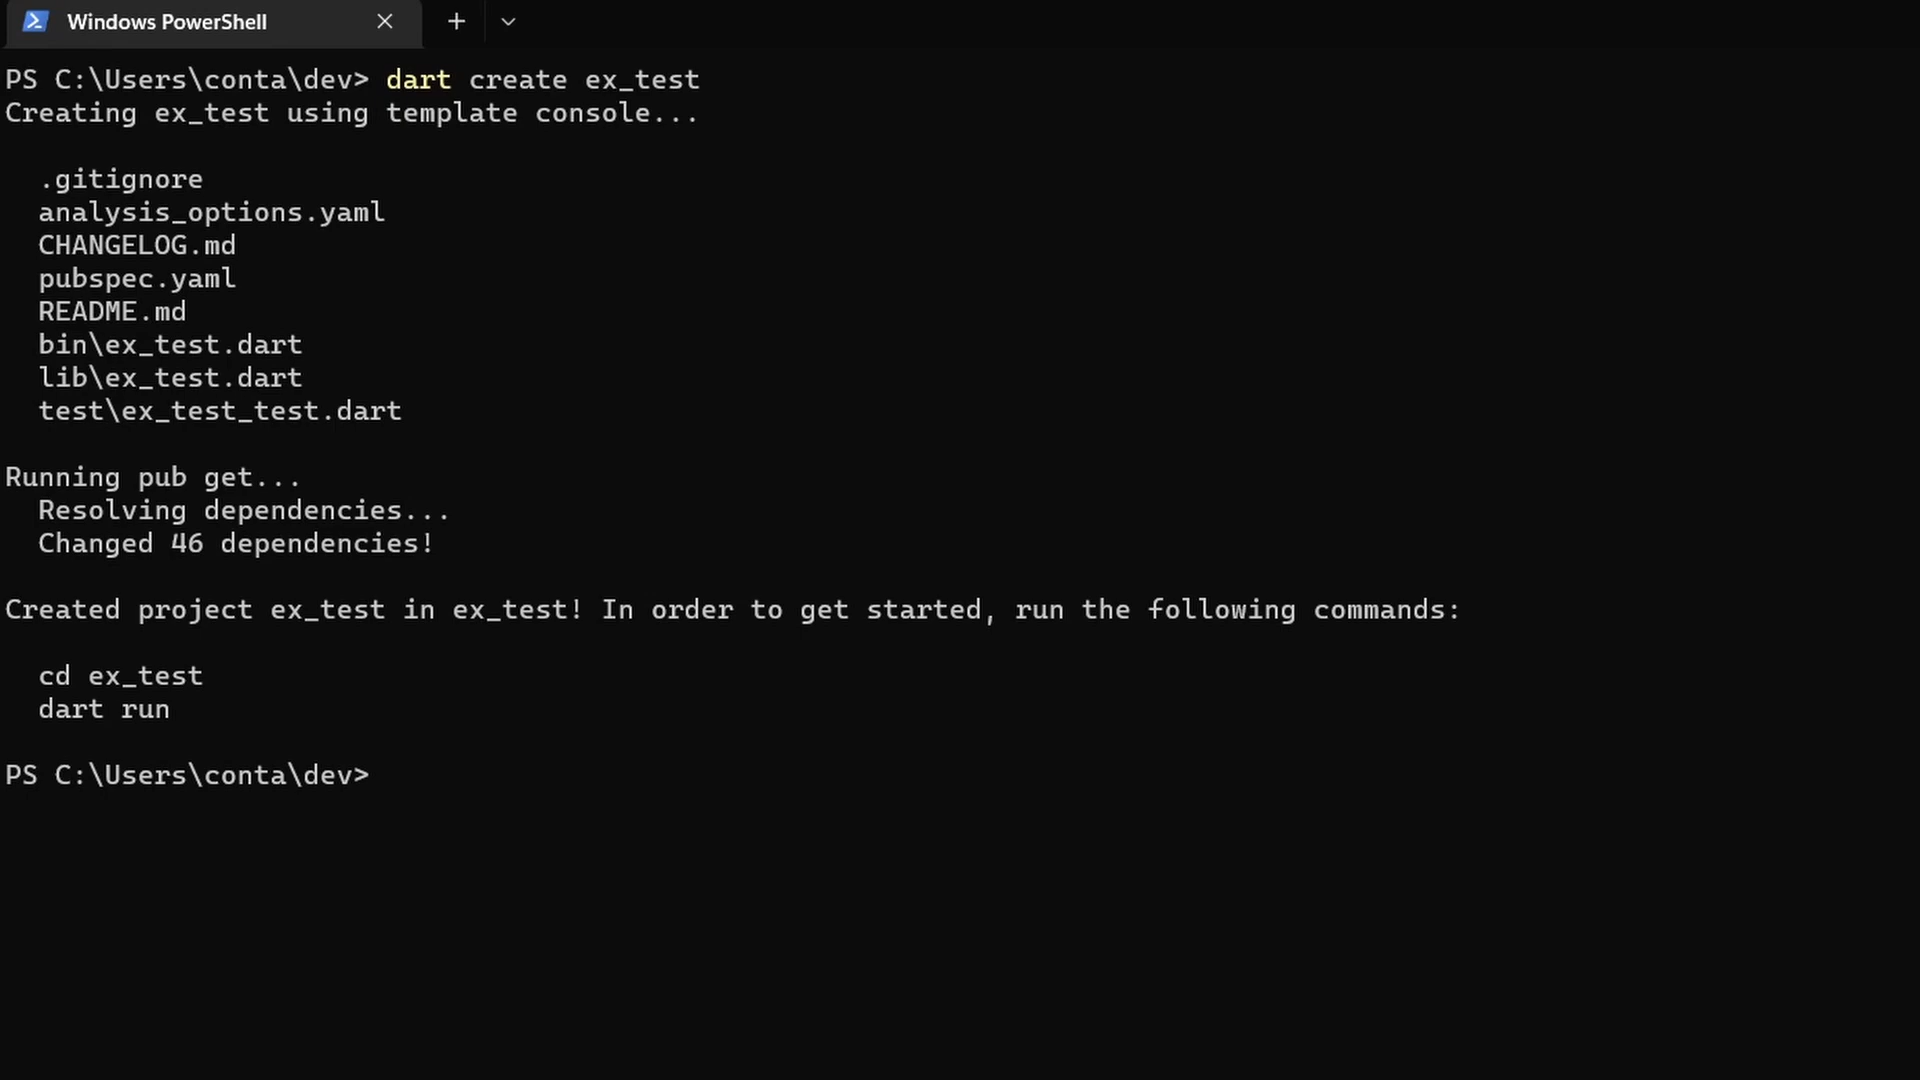 Windows PowerShell
PS C:\Users\conta\dev> dart create ex_test
Creating ex_test using template console...
.gitignore
analysis_options.yaml
CHANGELOG.md
pubspec.yaml
README.md
bin\ex_test.dart
lib\ex_test.dart
test\ex_test_test.dart
Running pub get...
Resolving dependencies...
Changed 46 dependencies!
Created project ex_test in ex_test! In order to get started, run the following commands:
cd ex_test
dart run
PS C:\Users\conta\dev>